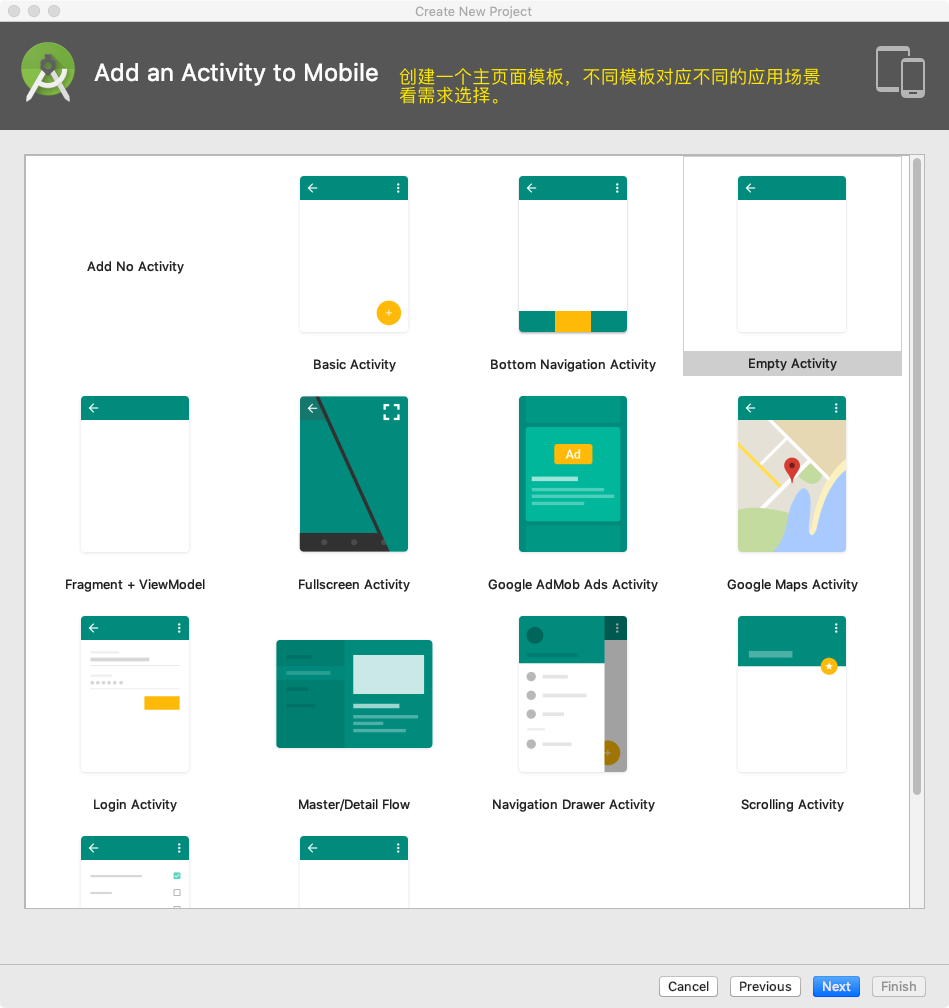 Create New Project
Add an Activity to Mobile
创建一个主页面模板，不同模板对应不同的应用场景
看需求选择。
Add No Activity
Basic Activity
Bottom Navigation Activity
Empty Activity
Ad
Fragment + ViewModel
Fullscreen Activity
Google AdMob Ads Activity
Google Maps Activity
Login Activity
Master/Detail Flow
Navigation Drawer Activity
Scrolling Activity
Cancel
Previous
Next
Finish